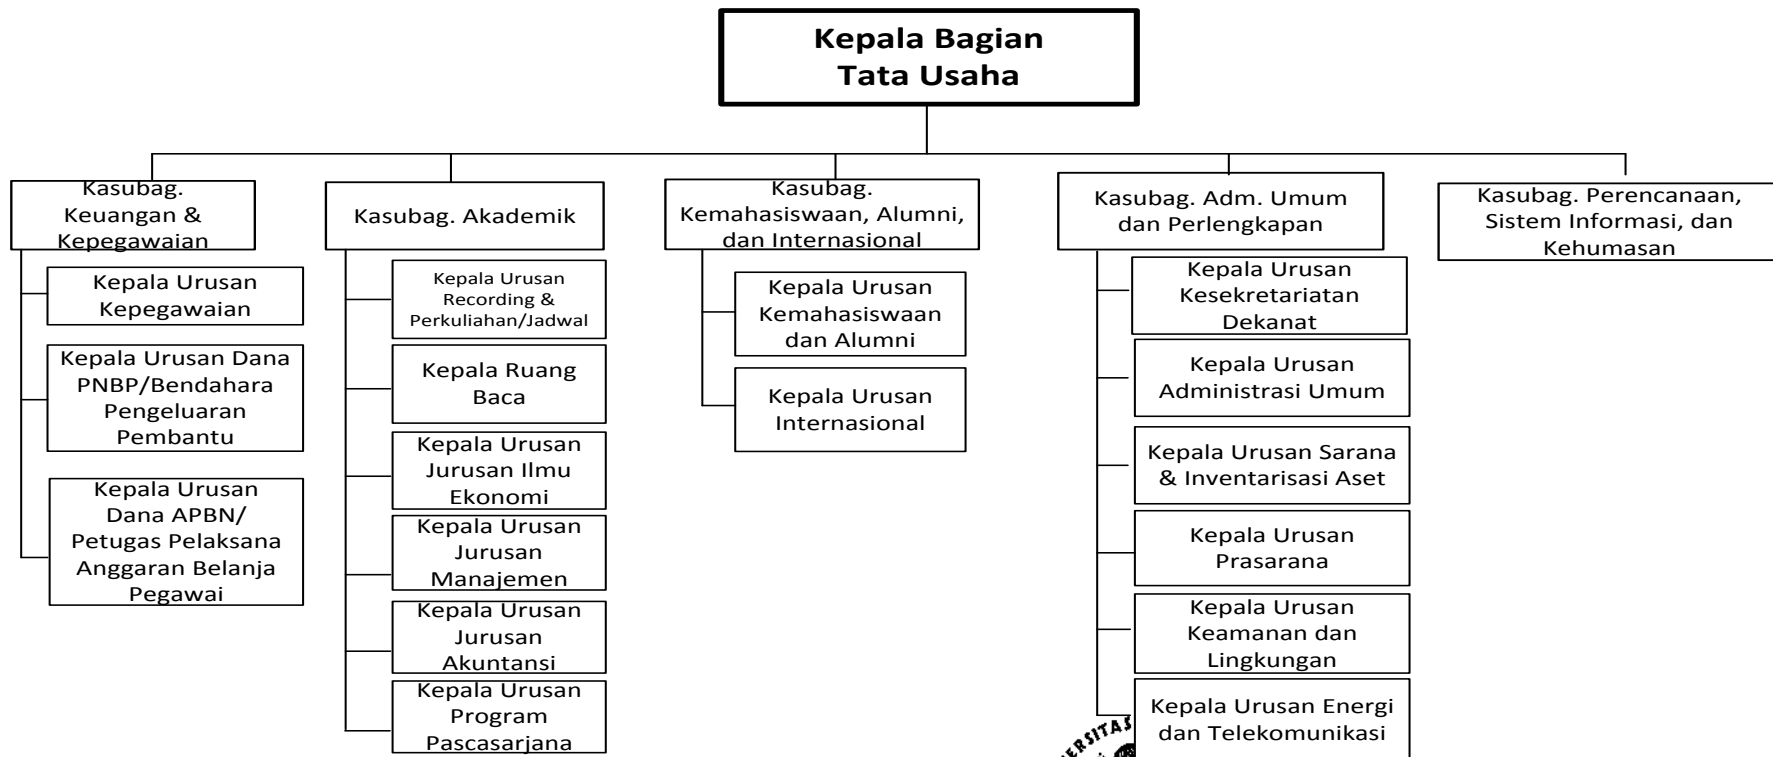 Kepala Bagian
Tata Usaha
Kasubag.
Keuangan &
Kepegawaian
Kepala Urusan
Kepegawaian
Kepala Urusan Dana
PNBP/Bendahara
Pengeluaran
Pembantu
Kepala Urusan
Dana APBN/
Petugas Pelaksana
Anggaran Belanja
Pegawai
Kasubag. Akademik
Kepala Urusan
Recording &
Perkuliahan/Jadwal
Kepala Ruang
Baca
Kepala Urusan
Jurusan Ilmu
Ekonomi
Kepala Urusan
Jurusan
Manajemen
Kepala Urusan
Jurusan
Akuntansi
Kepala Urusan
Program
Pascasarjana
Kasubag.
Kemahasiswaan, Alumni,
dan Internasional
Kepala Urusan
Kemahasiswaan
dan Alumni
Kepala Urusan
Internasional
Kasubag. Adm. Umum
dan Perlengkapan
Kepala Urusan
Kesekretariatan
Dekanat
Kepala Urusan
Administrasi Umum
Kepala Urusan Sarana
& Inventarisasi Aset
Kepala Urusan
Prasarana
Kepala Urusan
Keamanan dan
Lingkungan
Kepala Urusan Energi
dan Telekomunikasi
Kasubag. Perencanaan,
Sistem Informasi, dan
Kehumasan